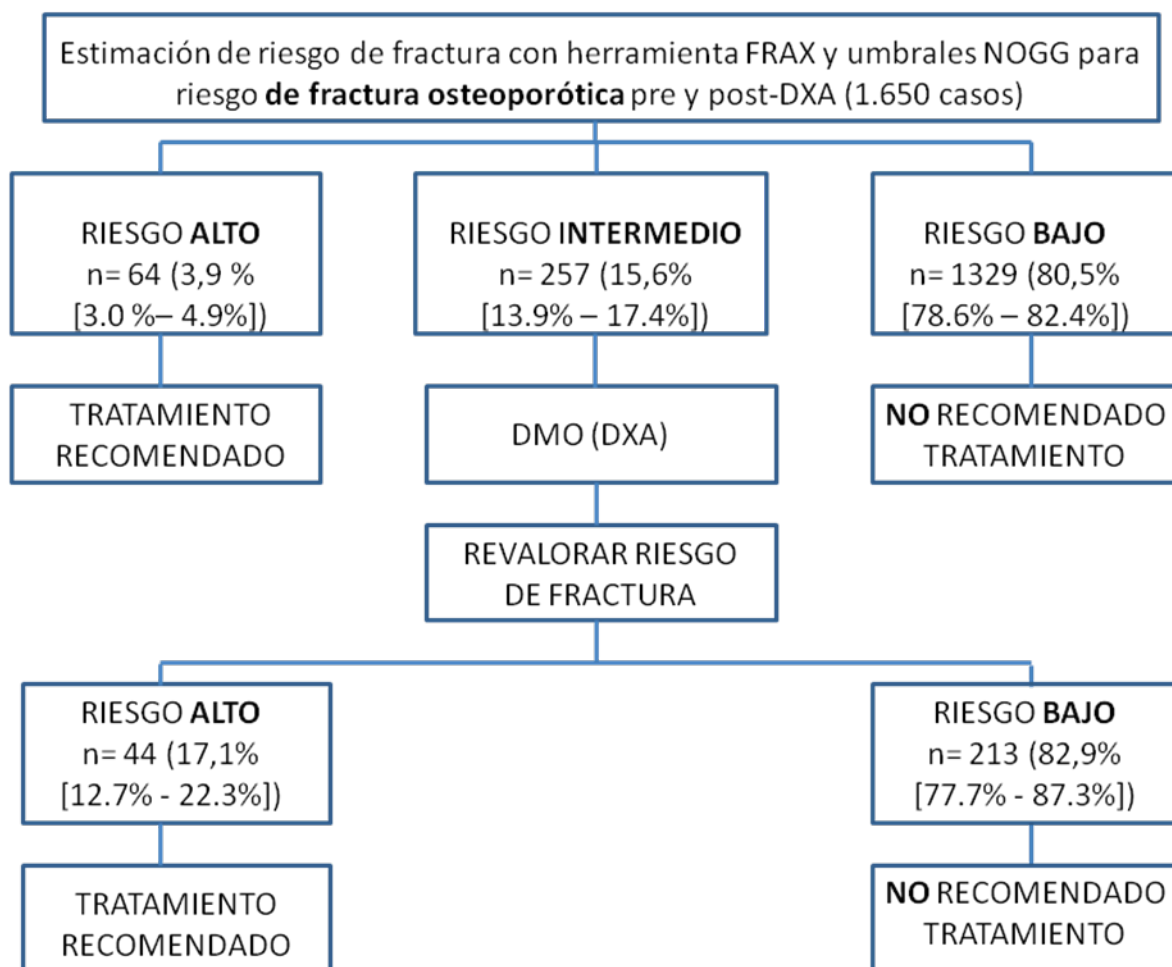 Estimación de riesgo de fractura con herramienta FRAX y umbrales NOGG para
riesgo de fractura osteoporótica pre y post-DXA (1.650 casos)
RIESGO ALTO
n= 64 (3,9 %
[3.0 %– 4.9%])
RIESGO INTERMEDIO
n= 257 (15,6%
[13.9% – 17.4%])
RIESGO BAJO
n= 1329 (80,5%
[78.6% – 82.4%])
TRATAMIENTO
RECOMENDADO
DMO (DXA)
NO RECOMENDADO
TRATAMIENTO
REVALORAR RIESGO
DE FRACTURA
RIESGO ALTO
n= 44 (17,1%
[12.7% - 22.3%])
RIESGO BAJO
n= 213 (82,9%
[77.7% - 87.3%])
TRATAMIENTO
RECOMENDADO
NO RECOMENDADO
TRATAMIENTO